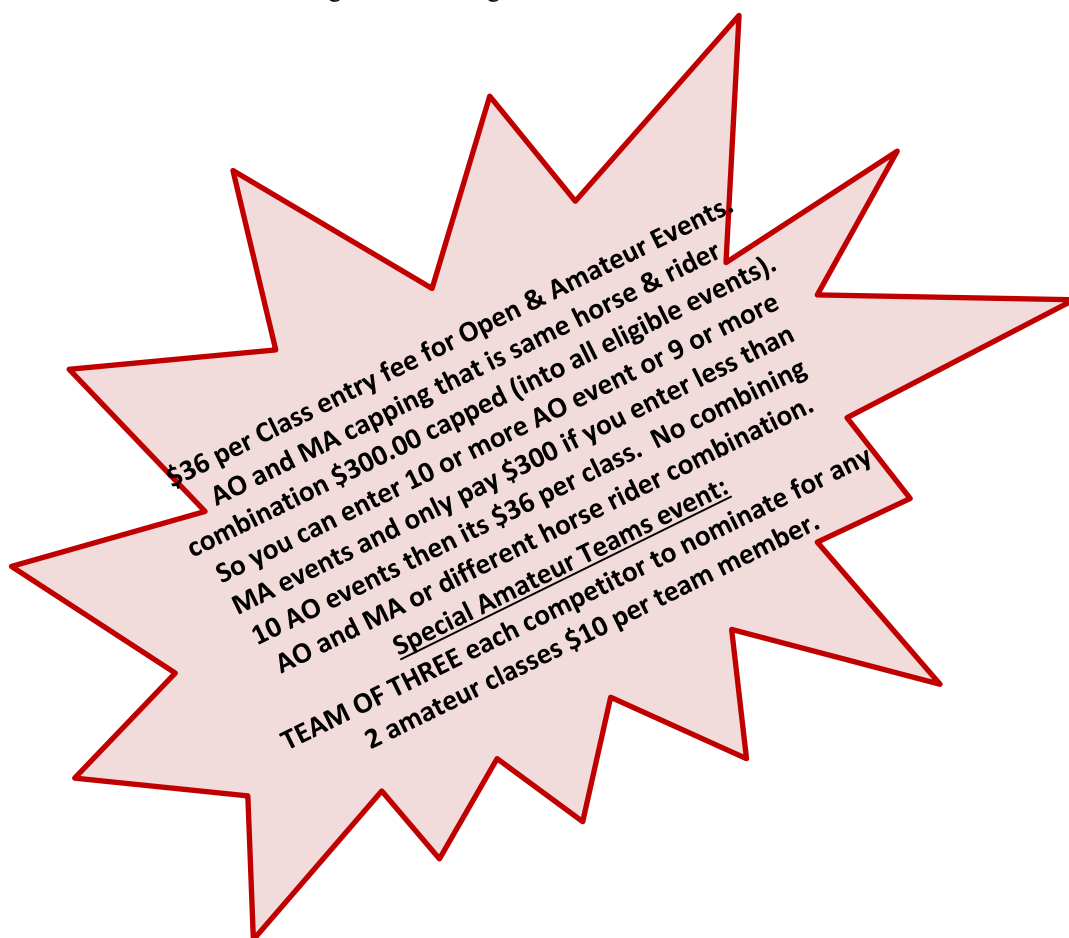 $36 per Class entry fee for Open & Amateur Events.
AO and MA capping that is same horse & rider
combination $300.00 capped (into all eligible events).
So you can enter 10 or more AO event or 9 or more
MA events and only pay $300 if you enter less than
10 AO events then its $36 per class. No combining
AO and MA or different horse rider combination.
Special Amateur Teams event:
TEAM OF THREE each competitor to nominate for any
2 amateur classes $10 per team member.